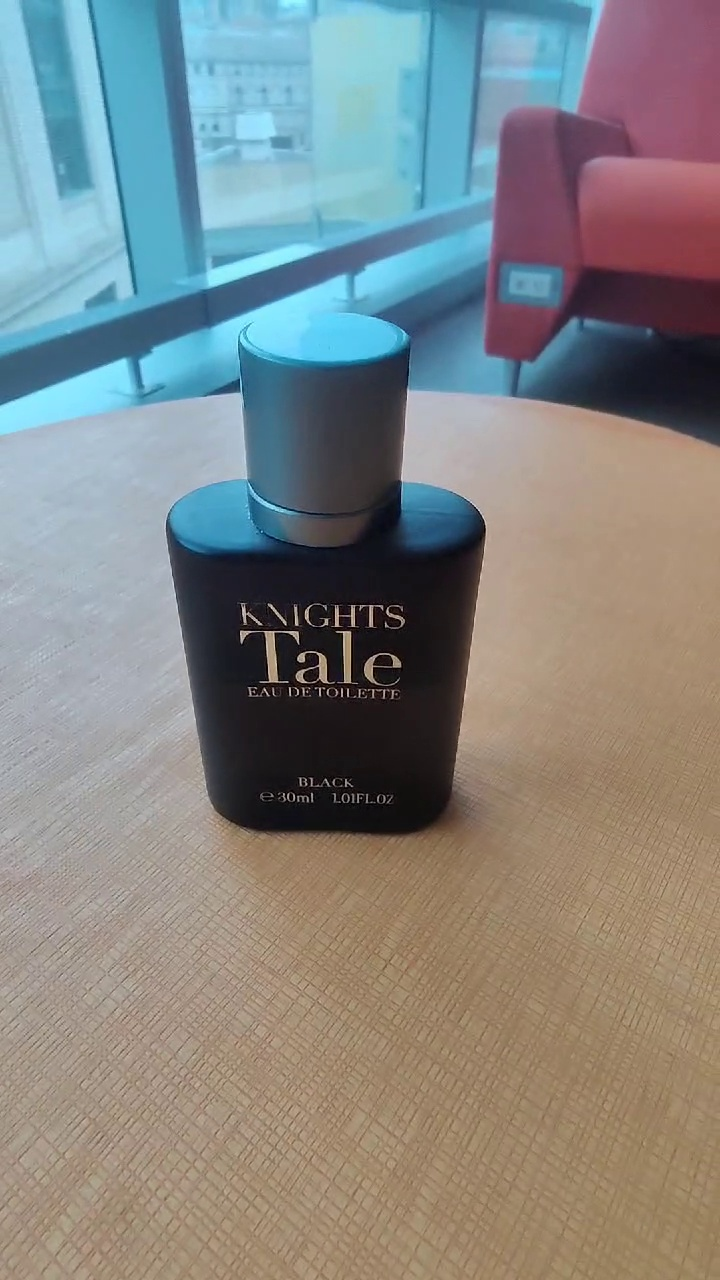 KNIGHTS
Tale
EAU DE TOILETTE
BLACK
℮30ml 1.01FL.OZ